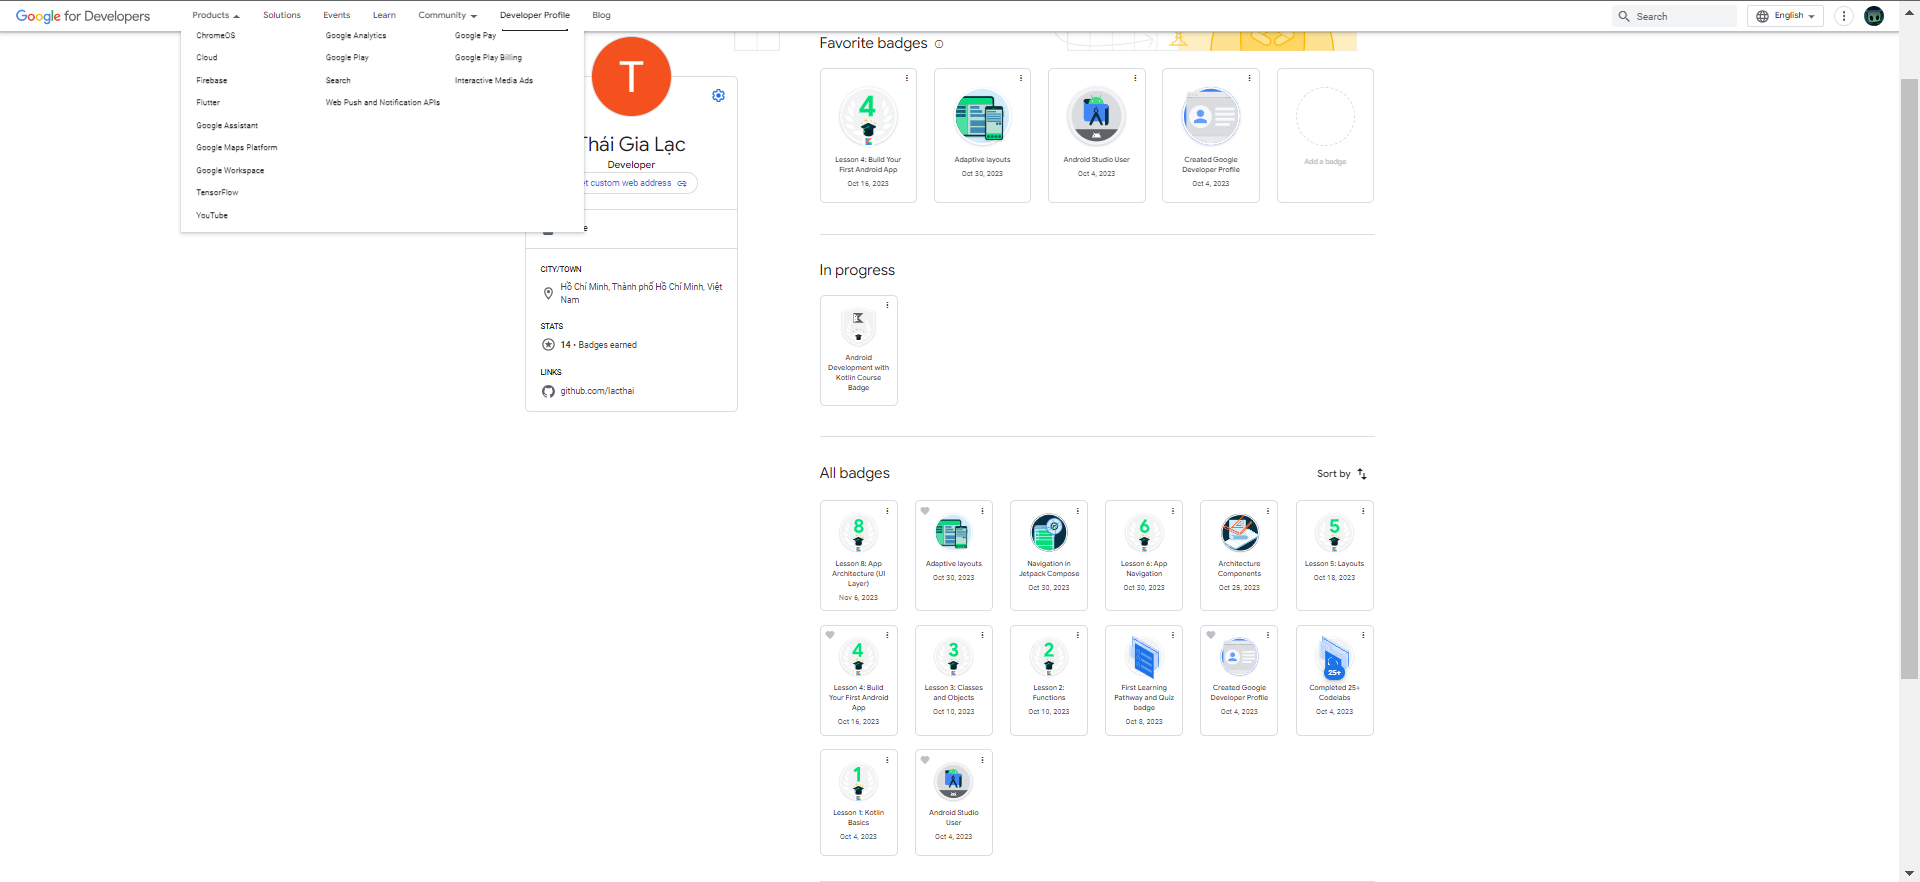 Google for Developers
Products
Solutions
Events
Learn
Community
Developer Profile
Blog
Search
English
ChromeOS
Cloud
Firebase
Flutter
Google Assistant
Google Maps Platform
Google Workspace
TensorFlow
YouTube
Google Analytics
Google Play
Search
Web Push and Notification APIs
Google Pay
Google Play Billing
Interactive Media Ads
T
Thái Gia Lạc
Developer
custom web address
CITY/TOWN
Hồ Chí Minh, Thành phố Hồ Chí Minh, Việt
Nam
STATS
14 • Badges earned
LINKS
github.com/lacthai
Favorite badges
4
Lesson 4: Build Your
First Android App
Oct 16, 2023
Adaptive layouts
Oct 30, 2023
Android Studio User
Oct 4, 2023
Created Google
Developer Profile
Oct 4, 2023
Add a badge
In progress
Android
Development with
Kotlin Course
Badge
All badges
Sort by
8
Lesson 8: App
Architecture (UI
Layer)
Nov 6, 2023
Adaptive layouts
Oct 30, 2023
Navigation in
Jetpack Compose
Oct 30, 2023
6
Lesson 6: App
Navigation
Oct 30, 2023
Architecture
Components
Oct 25, 2023
5
Lesson 5: Layouts
Oct 18, 2023
4
Lesson 4: Build
Your First Android
App
Oct 16, 2023
3
Lesson 3: Classes
and Objects
Oct 10, 2023
2
Lesson 2:
Functions
Oct 10, 2023
First Learning
Pathway and Quiz
badge
Oct 8, 2023
Created Google
Developer Profile
Oct 4, 2023
25+
Completed 25+
Codelabs
Oct 4, 2023
1
Lesson 1: Kotlin
Basics
Oct 4, 2023
Android Studio
User
Oct 4, 2023